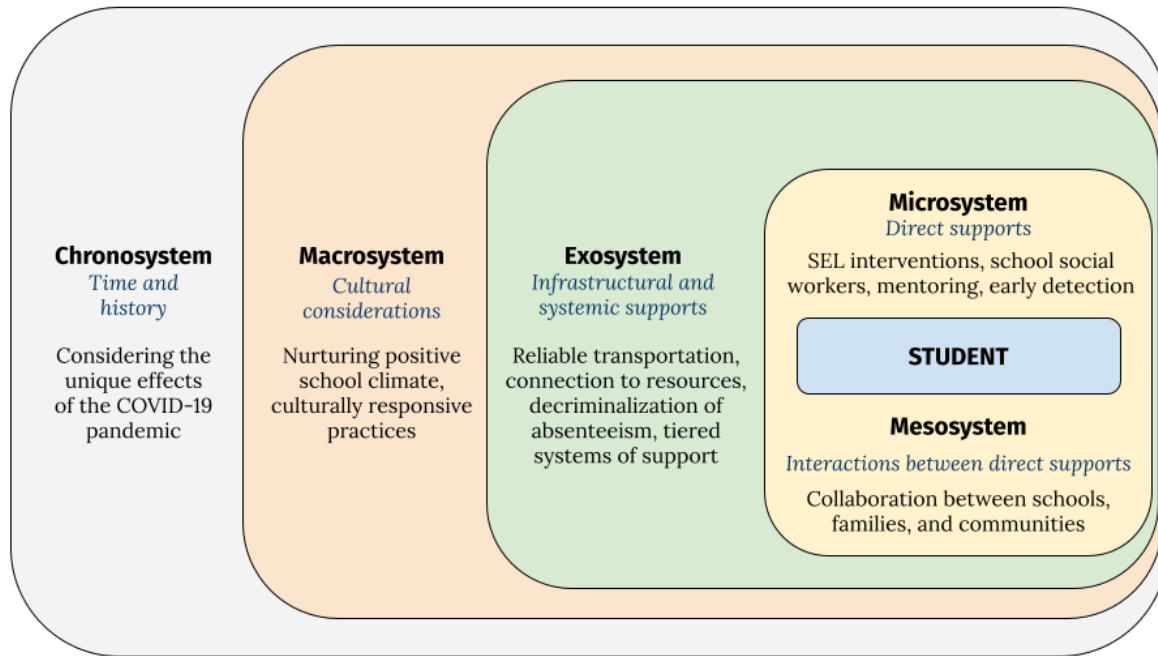 Chronosystem
Time and
history
Considering the
unique effects
of the COVID-19
pandemic
Macrosystem
Cultural
considerations
Nurturing positive
school climate,
culturally responsive
practices
Exosystem
Infrastructural and
systemic supports
Reliable transportation,
connection to resources,
decriminalization of
absenteeism, tiered
systems of support
Microsystem
Direct supports
SEL interventions, school social
workers, mentoring, early detection
STUDENT
Mesosystem
Interactions between direct supports
Collaboration between schools,
families, and communities